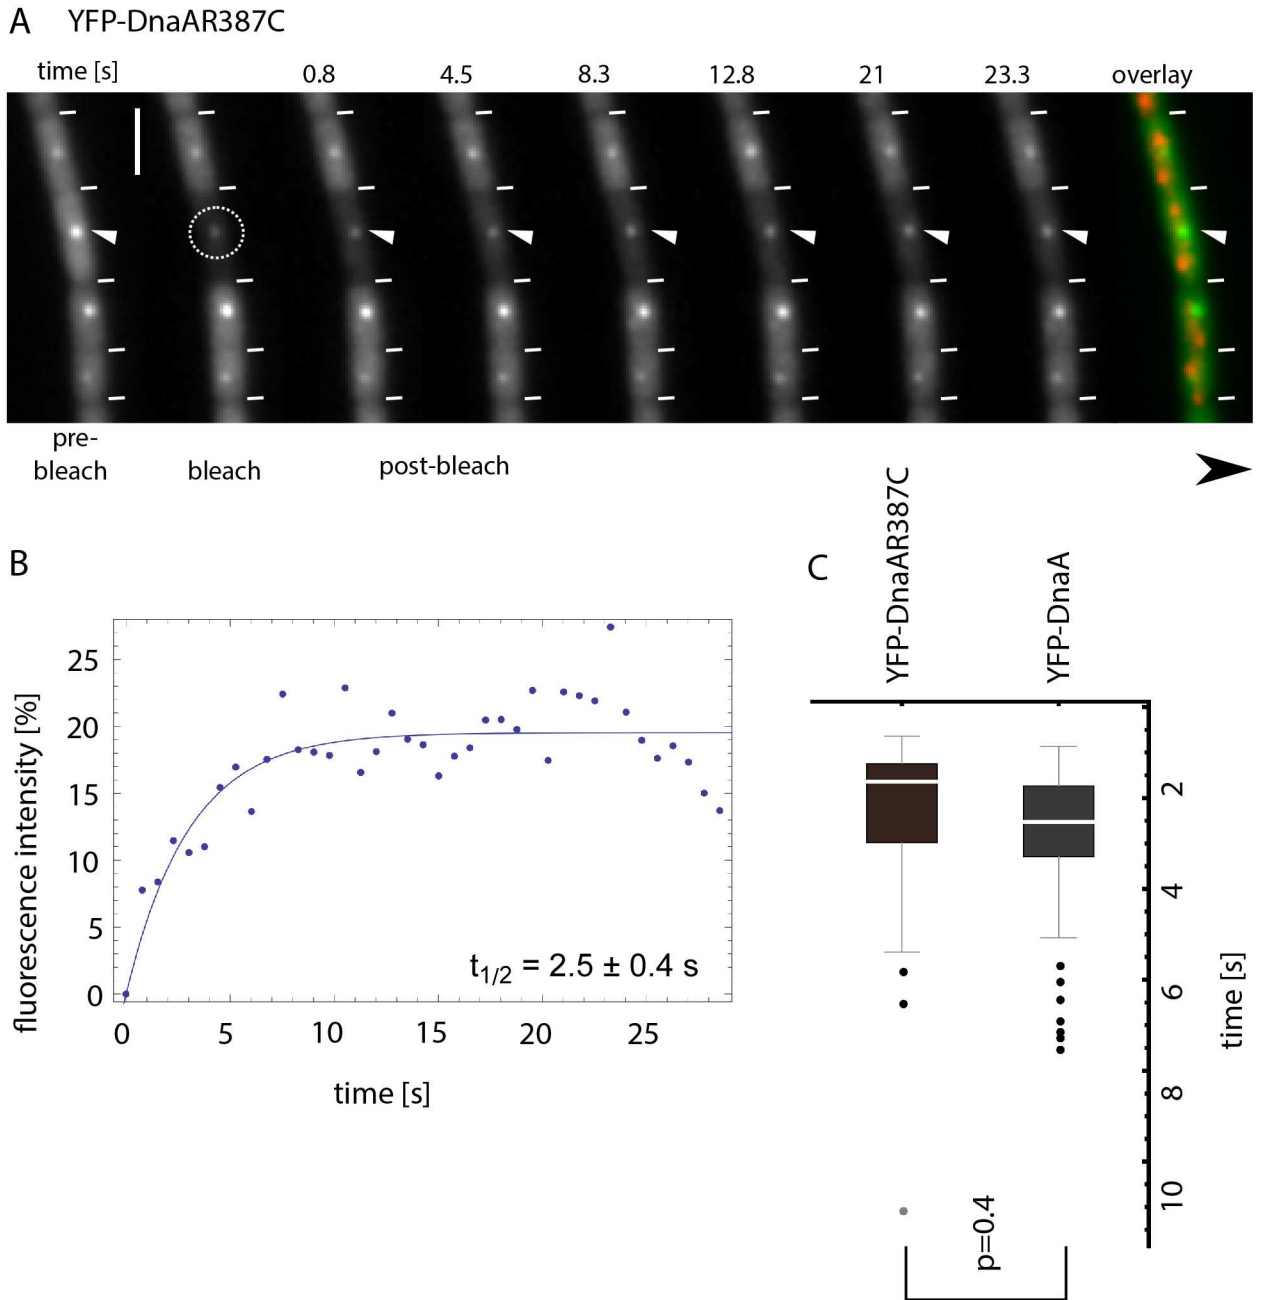 A YFP-DnaAR387C
time [s] 0.8 4.5 8.3 12.8 21 23.3 overlay
pre-
bleach bleach post-bleach
B
fluorescence intensity [%]
25
20
15
10
5
0
t1/2 = 2.5 ± 0.4 s
0 5 10 15 20 25
time [s]
C
YFP-DnaAR387C
YFP-DnaA
2
4
6
8
10
time [s]
p=0.4